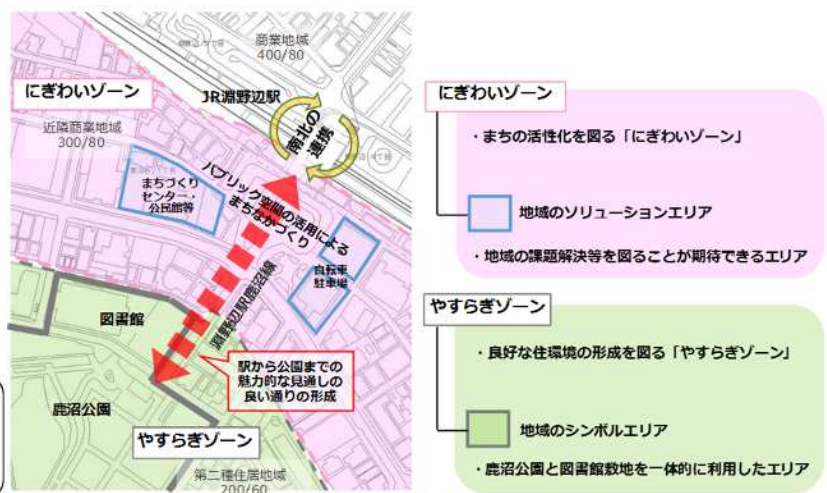 商業地域
400/80
JR淵野辺駅
にぎわいゾーン
近隣商業地域
300/80
南北の
連携
まちづくり
センター・
公民館等
パブリック空間の活用による
まちなかづくり
自転車
駐車場
淵野辺駅鹿沼線
図書館
駅から公園までの
魅力的な見通しの
良い通りの形成
鹿沼公園
やすらぎゾーン
第二種住居地域
200/60
にぎわいゾーン
・まちの活性化を図る「にぎわいゾーン」
地域のソリューションエリア
・地域の課題解決等を図ることが期待できるエリア
やすらぎゾーン
・良好な住環境の形成を図る「やすらぎゾーン」
地域のシンボルエリア
・鹿沼公園と図書館敷地を一体的に利用したエリア